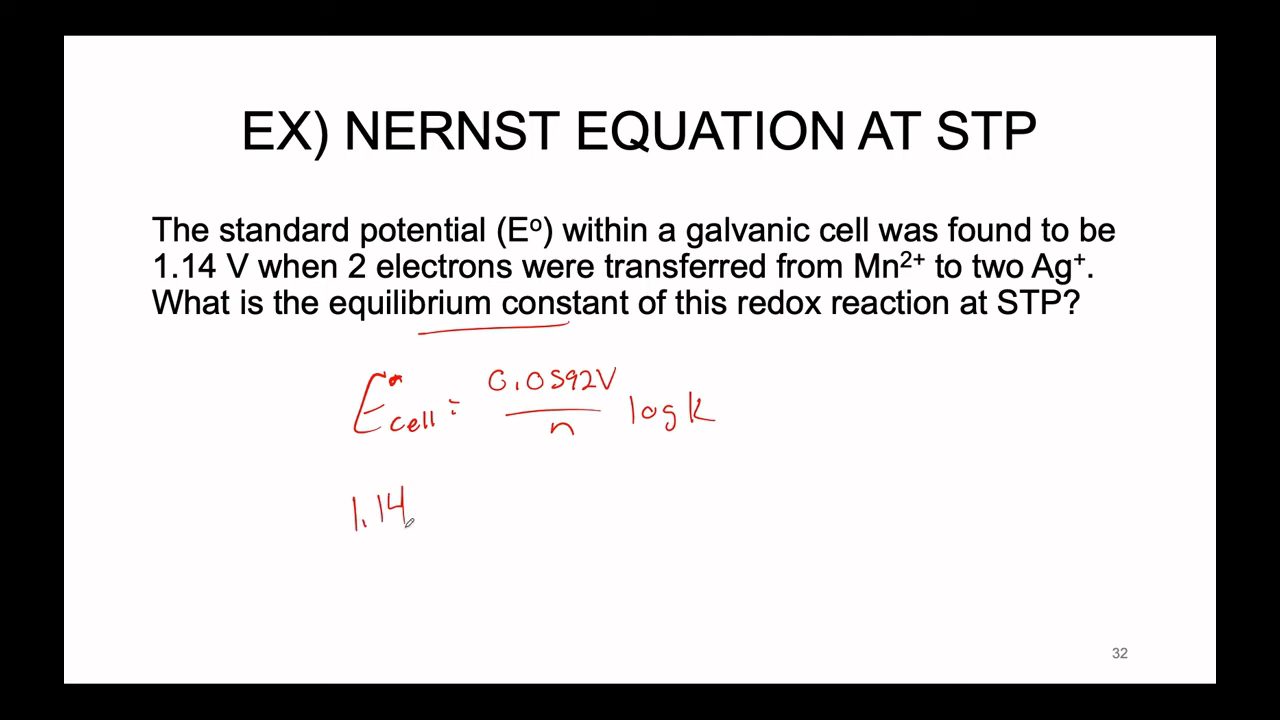 EX) NERNST EQUATION AT STP
The standard potential (Eº) within a galvanic cell was found to be
1.14 V when 2 electrons were transferred from Mn²⁺ to two Ag⁺.
What is the equilibrium constant of this redox reaction at STP?
E°cell = 0.0592V / n log K
1.14
32